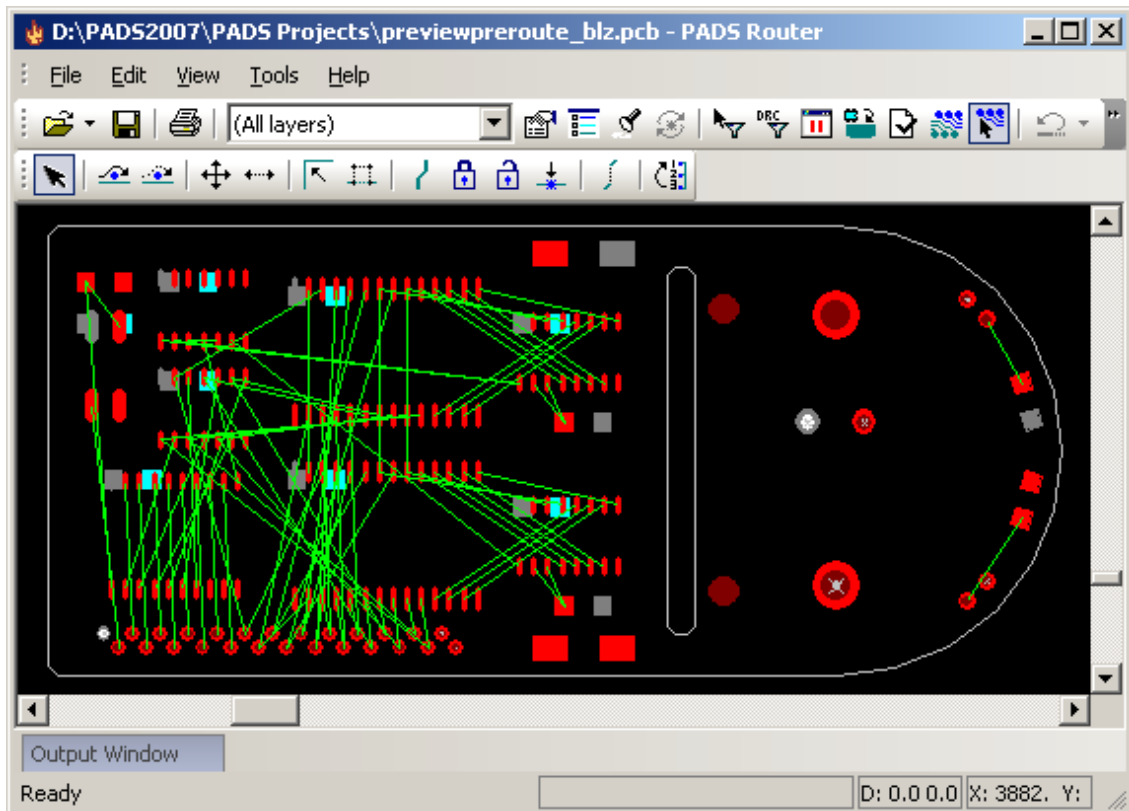 D:\PADS2007\PADS Projects\previewpreroute_blz.pcb - PADS Router
File Edit View Tools Help
(All layers)
DRC
Output Window
Ready
D: 0.0 0.0
X: 3882. Y: